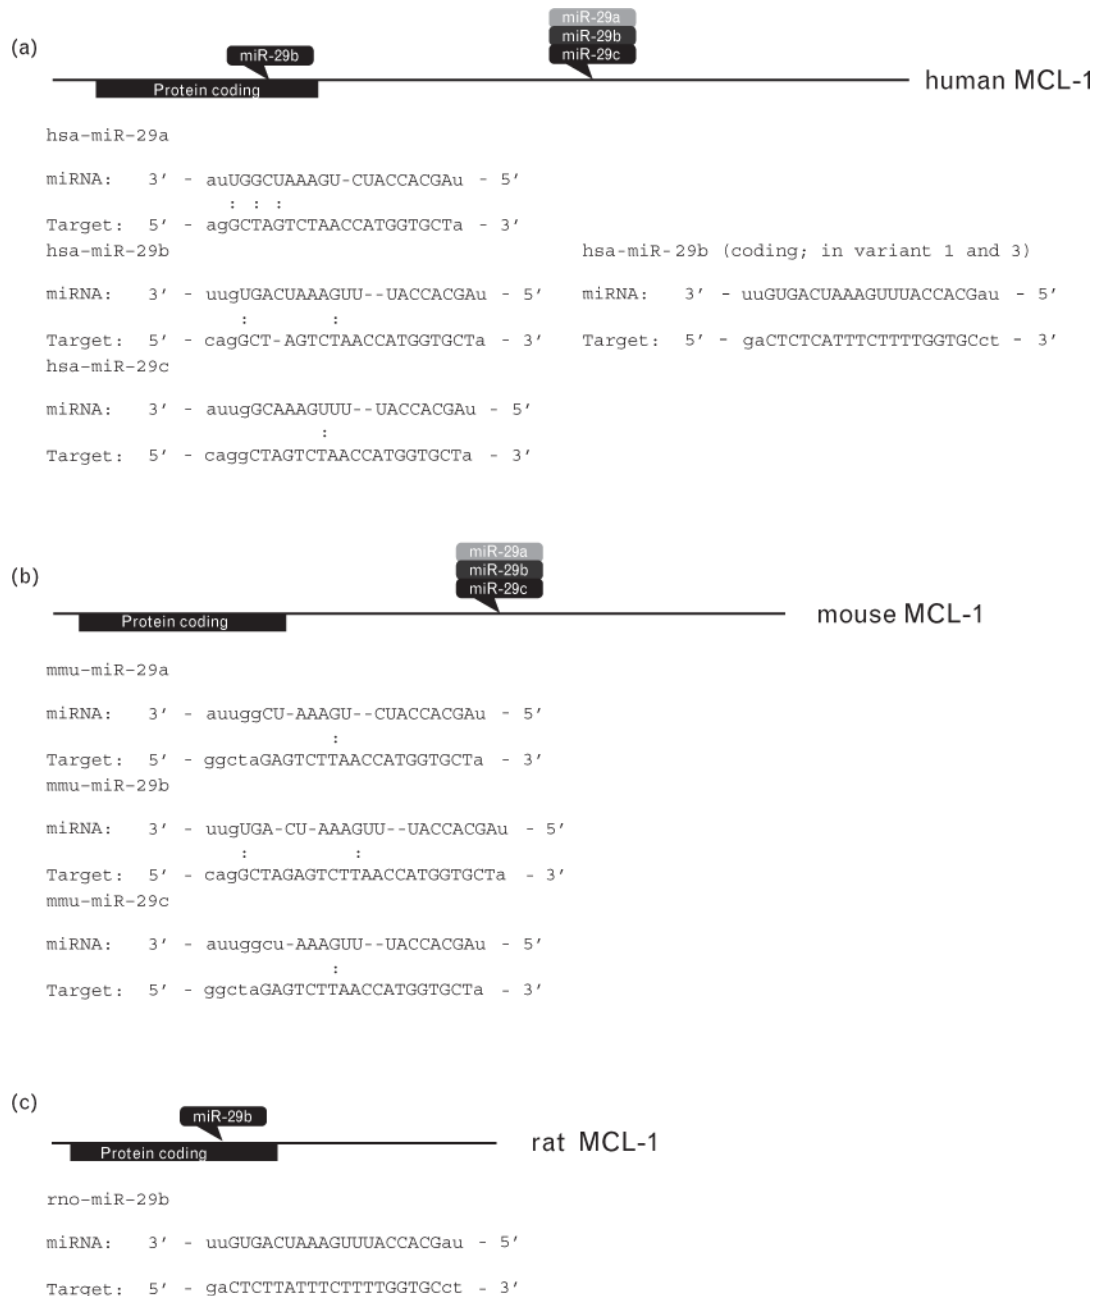 (a)
miR-29a
miR-29b
miR-29b
miR-29c
Protein coding
human MCL-1
hsa-miR-29a
miRNA: 3′ - auUGGCUAAAGU-CUACCACGAu - 5′
: : :
Target: 5′ - agGCTAGTCTAACCATGGTGCTa - 3′
hsa-miR-29b
miRNA: 3′ - uugUGACUAAAGUU--UACCACGAu - 5′
: :
Target: 5′ - cagGCT-AGTCTAACCATGGTGCTa - 3′
hsa-miR-29b (coding; in variant 1 and 3)
miRNA: 3′ - uuGUGACUAAAGUUUACCACGau - 5′
Target: 5′ - gaCTCTCATTTCTTTTGGTGCct - 3′
hsa-miR-29c
miRNA: 3′ - auugGCAAAGUUU--UACCACGAu - 5′
:
Target: 5′ - caggCTAGTCTAACCATGGTGCTa - 3′
(b)
miR-29a
miR-29b
miR-29c
Protein coding
mouse MCL-1
mmu-miR-29a
miRNA: 3′ - auuggCU-AAAGU--CUACCACGAu - 5′
:
Target: 5′ - ggctaGAGTCTTAACCATGGTGCTa - 3′
mmu-miR-29b
miRNA: 3′ - uugUGA-CU-AAAGUU--UACCACGAu - 5′
: :
Target: 5′ - cagGCTAGAGTCTTAACCATGGTGCTa - 3′
mmu-miR-29c
miRNA: 3′ - auuggcu-AAAGUU--UACCACGAu - 5′
:
Target: 5′ - ggctaGAGTCTTAACCATGGTGCTa - 3′
(c)
miR-29b
Protein coding
rat MCL-1
rno-miR-29b
miRNA: 3′ - uuGUGACUAAAGUUUACCACGau - 5′
Target: 5′ - gaCTCTTATTTCTTTTGGTGCct - 3′